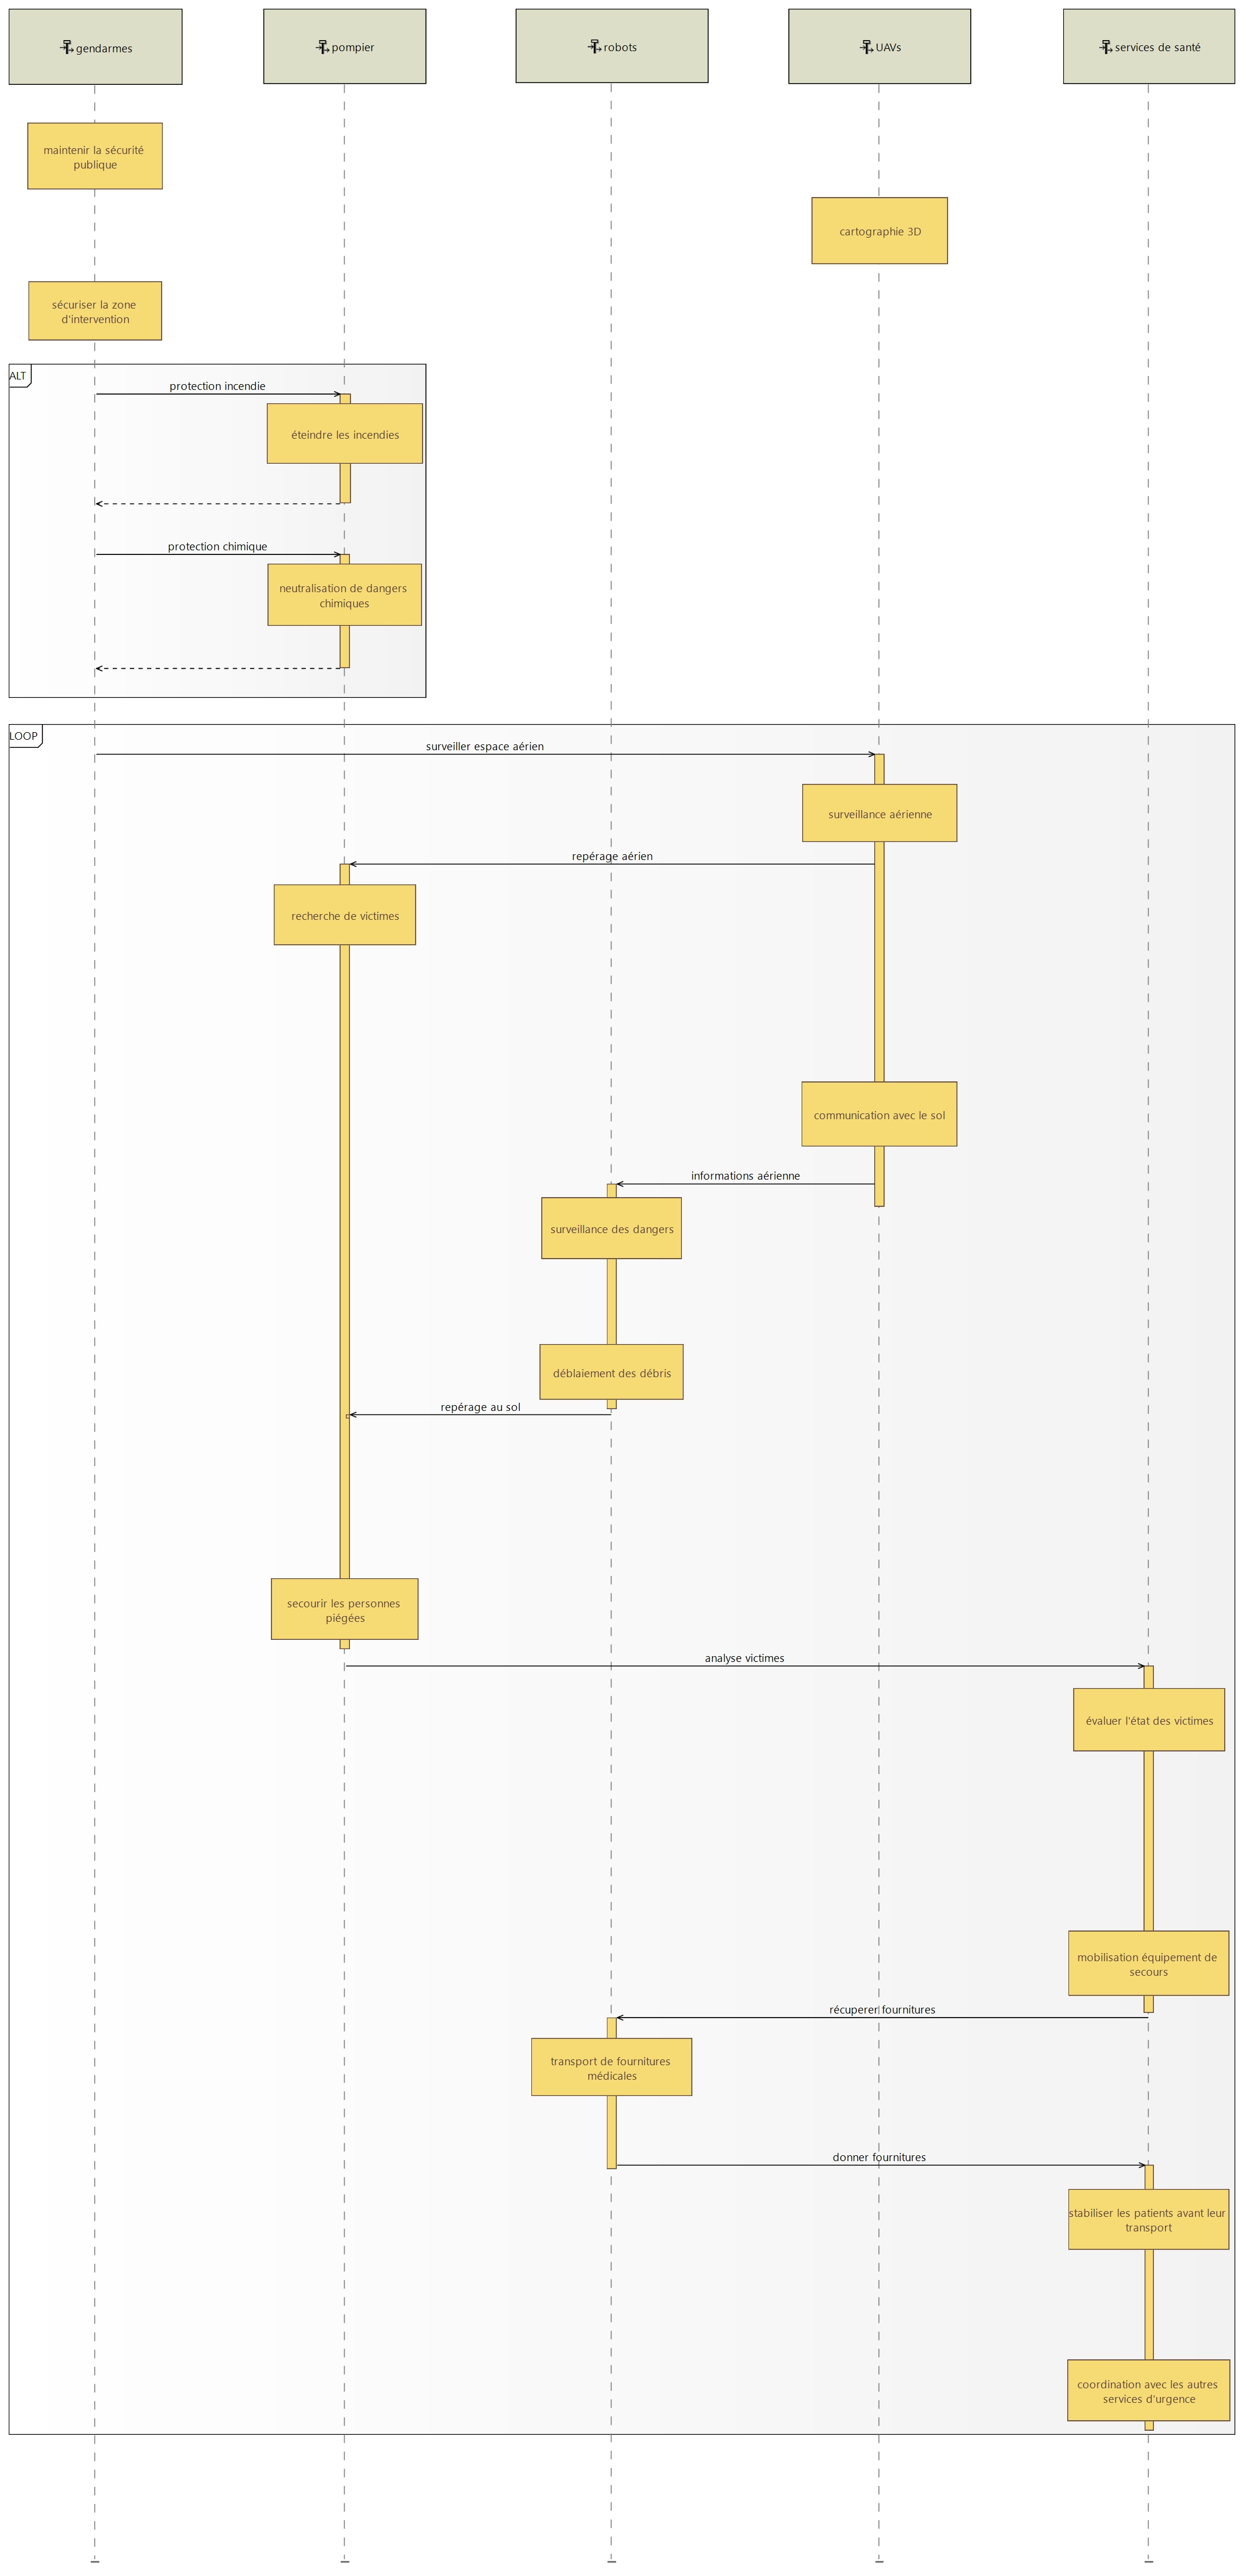 gendarmes
pompier
robots
UAVs
services de santé
maintenir la sécurité
publique
cartographie 3D
sécuriser la zone
d'intervention
ALT
protection incendie
éteindre les incendies
protection chimique
neutralisation de dangers
chimiques
LOOP
surveiller espace aérien
surveillance aérienne
repérage aérien
recherche de victimes
communication avec le sol
informations aérienne
surveillance des dangers
déblaiement des débris
repérage au sol
secourir les personnes
piégées
analyse victimes
évaluer l'état des victimes
mobilisation équipement de
secours
récuperer fournitures
transport de fournitures
médicales
donner fournitures
stabiliser les patients avant leur
transport
coordination avec les autres
services d'urgence